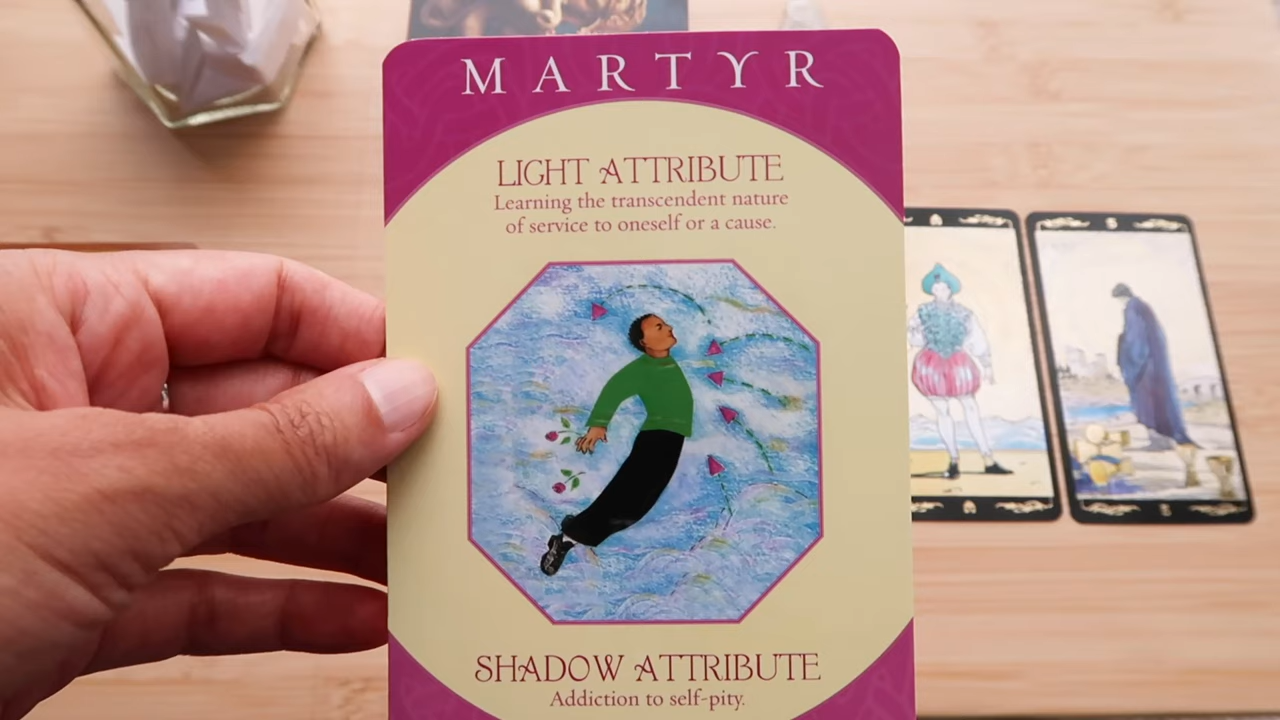 MARTYR
LIGHT ATTRIBUTE
Learning the transcendent nature
of service to oneself or a cause.
SHADOW ATTRIBUTE
Addiction to self-pity.
5